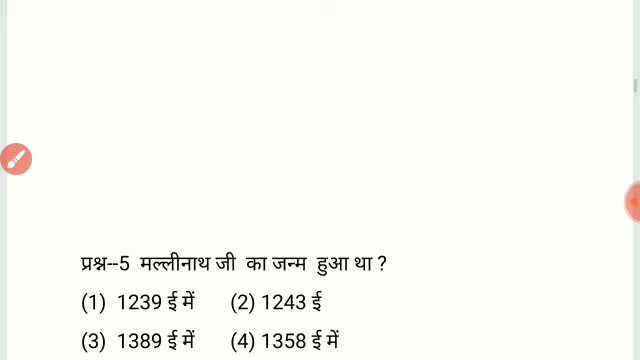 प्रश्न--5 मल्लीनाथ जी का जन्म हुआ था ?
(1) 1239 ई में (2) 1243 ई
(3) 1389 ई में (4) 1358 ई में